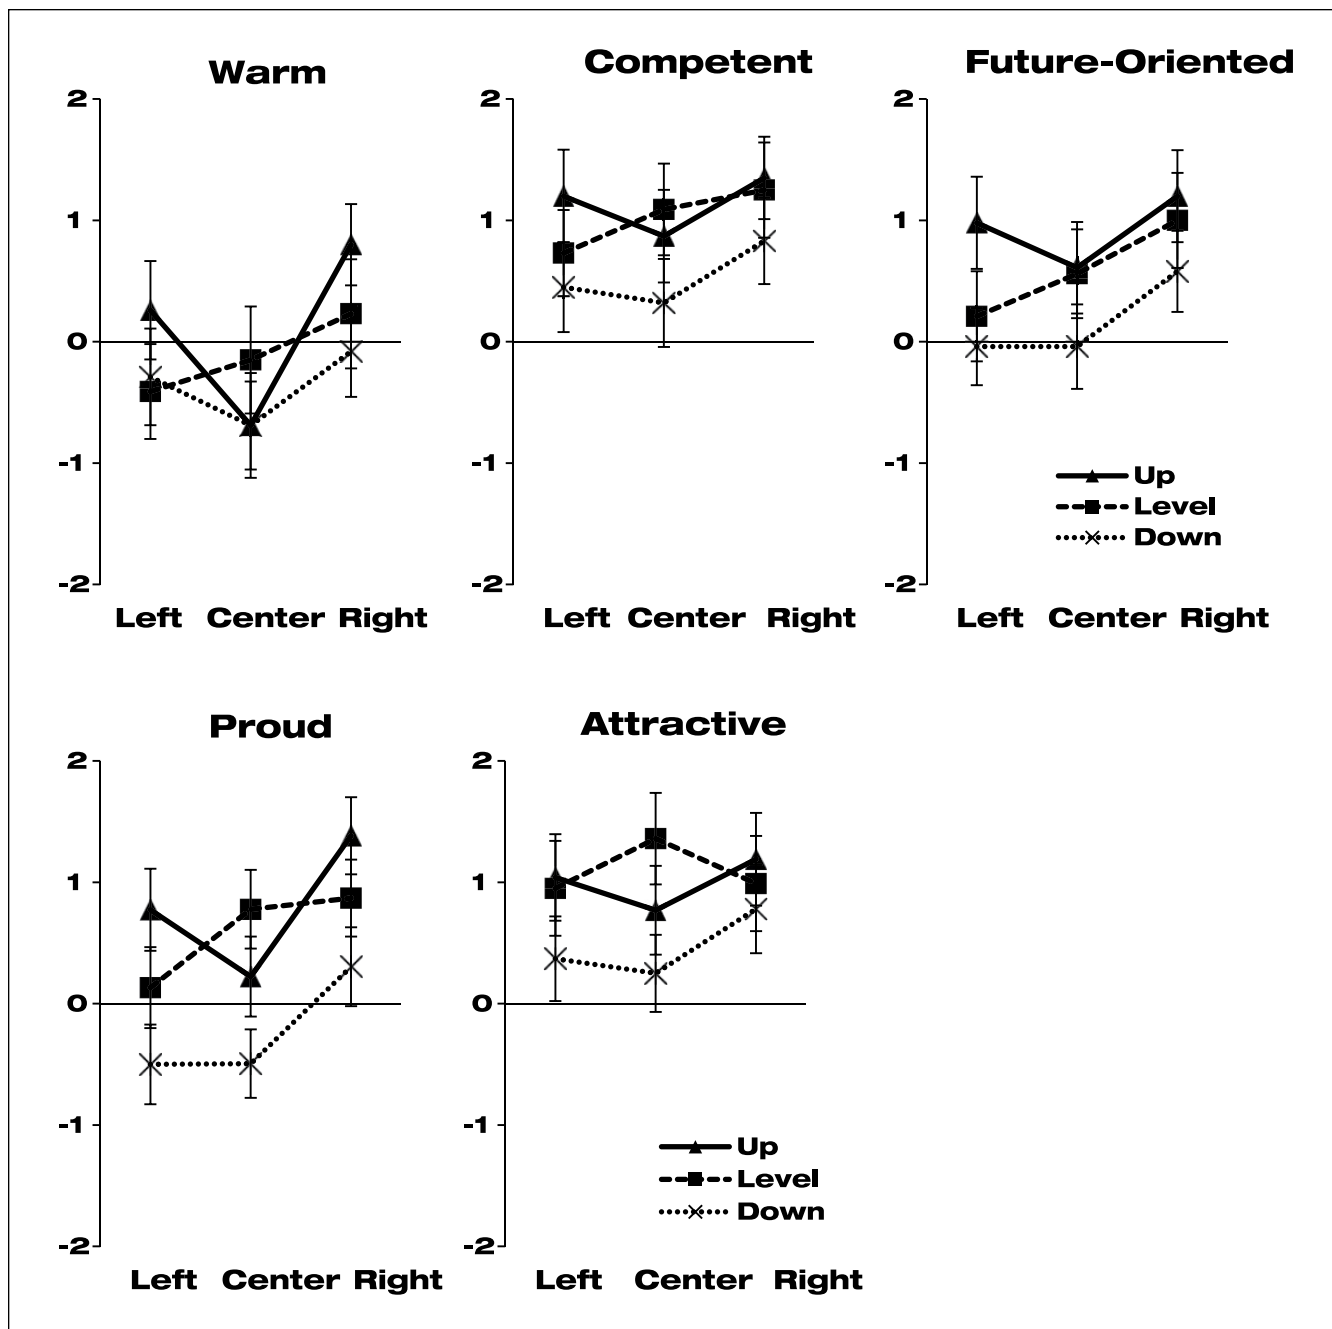 Warm
2
1
0
-1
-2
Left Center Right
Competent
2
1
0
-1
-2
Left Center Right
Future-Oriented
2
1
0
-1
-2
Up
Level
Down
Left Center Right
Proud
2
1
0
-1
-2
Left Center Right
Attractive
2
1
0
-1
-2
Up
Level
Down
Left Center Right